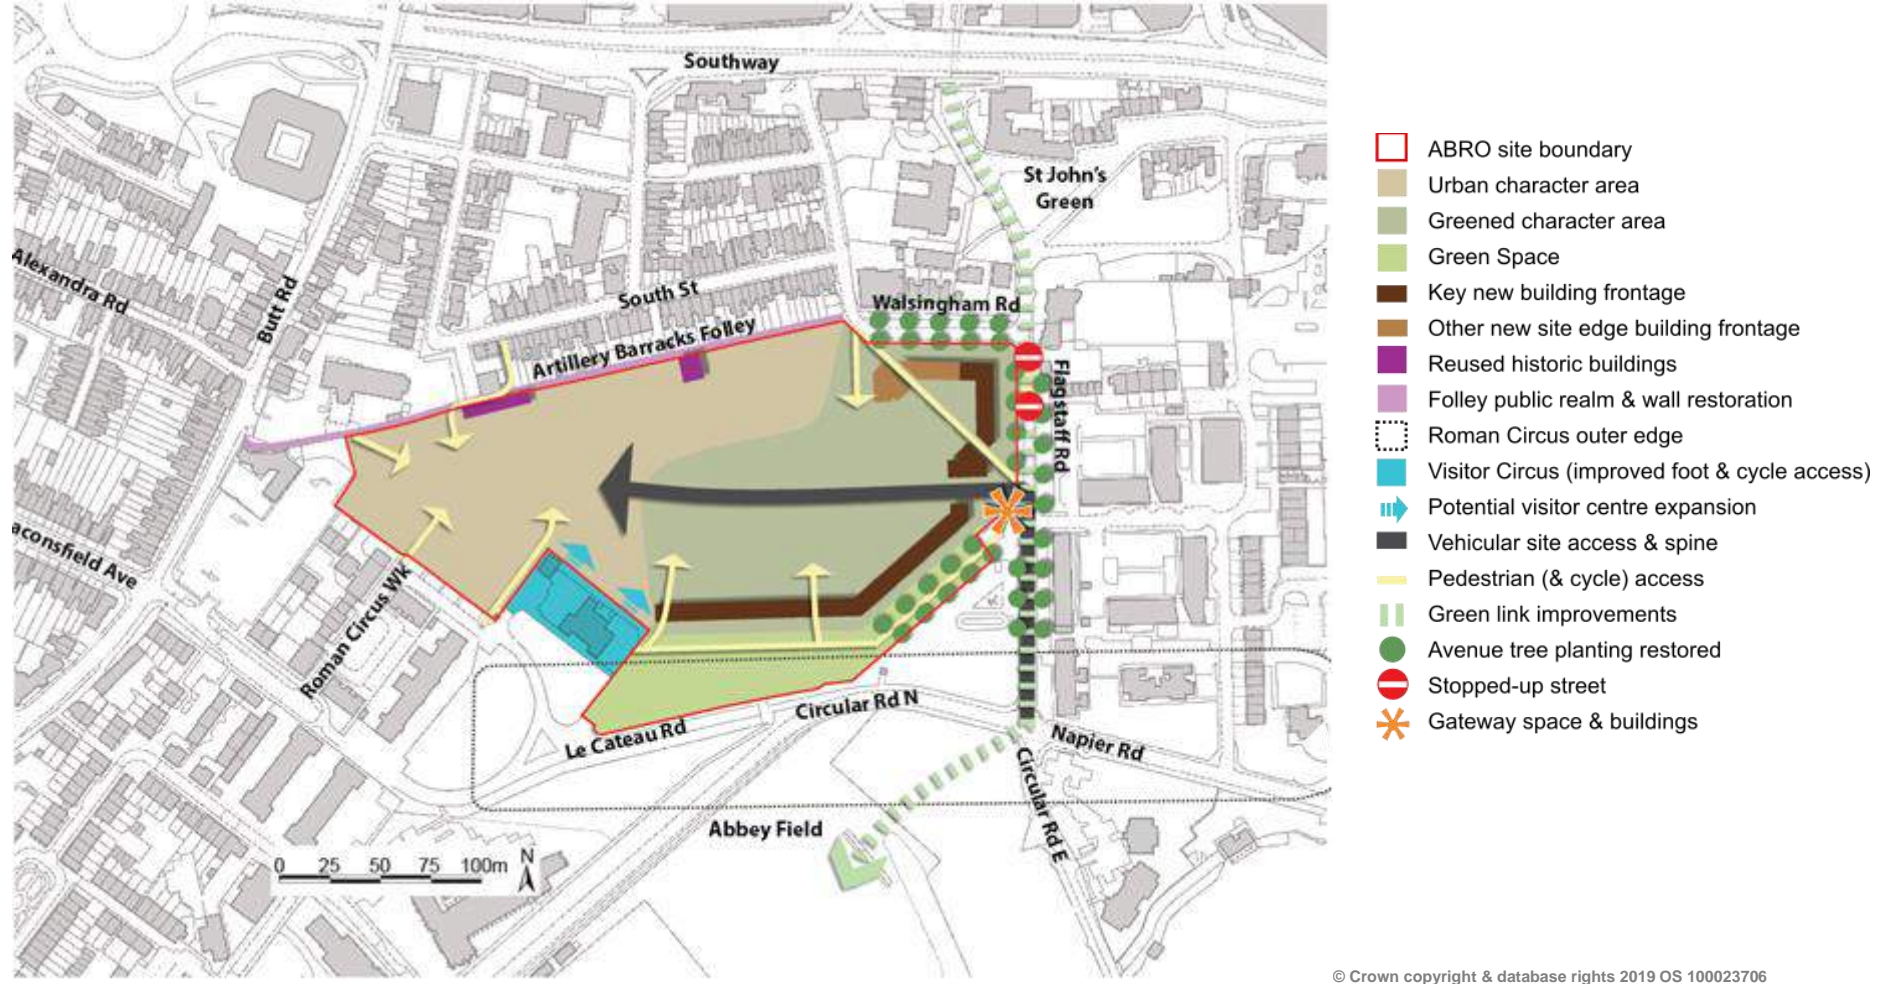 Southway
St John's
Green
Alexandra Rd
Butt Rd
South St
Walsingham Rd
Artillery Barracks Folley
Flagstaff Rd
aconsfield Ave
Roman Circus Wk
Le Cateau Rd
Circular Rd N
Napier Rd
Circular Rd E
Abbey Field
0 25 50 75 100m N
ABRO site boundary
Urban character area
Greened character area
Green Space
Key new building frontage
Other new site edge building frontage
Reused historic buildings
Folley public realm & wall restoration
Roman Circus outer edge
Visitor Circus (improved foot & cycle access)
Potential visitor centre expansion
Vehicular site access & spine
Pedestrian (& cycle) access
Green link improvements
Avenue tree planting restored
Stopped-up street
Gateway space & buildings
© Crown copyright & database rights 2019 OS 100023706